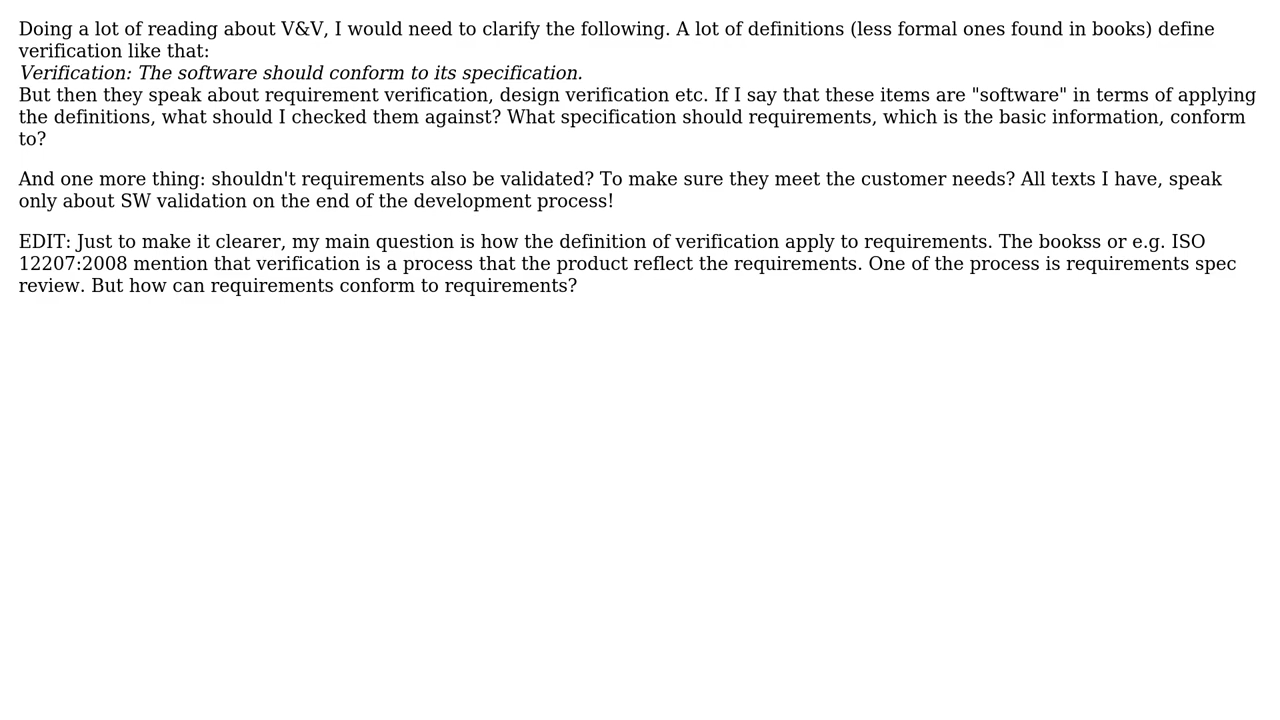 Doing a lot of reading about V&V, I would need to clarify the following. A lot of definitions (less formal ones found in books) define
verification like that:
Verification: The software should conform to its specification.
But then they speak about requirement verification, design verification etc. If I say that these items are "software" in terms of applying
the definitions, what should I checked them against? What specification should requirements, which is the basic information, conform
to?
And one more thing: shouldn't requirements also be validated? To make sure they meet the customer needs? All texts I have, speak
only about SW validation on the end of the development process!
EDIT: Just to make it clearer, my main question is how the definition of verification apply to requirements. The bookss or e.g. ISO
12207:2008 mention that verification is a process that the product reflect the requirements. One of the process is requirements spec
review. But how can requirements conform to requirements?